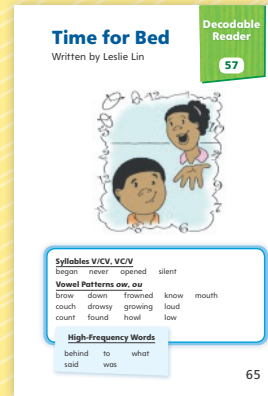 Time for Bed
Written by Leslie Lin
Decodable
Reader
57
Syllables V/CV, VC/V
began never opened silent
Vowel Patterns ow, ou
brow down frowned know mouth
couch drowsy growing loud
count found howl low
High-Frequency Words
behind to what
said was
65